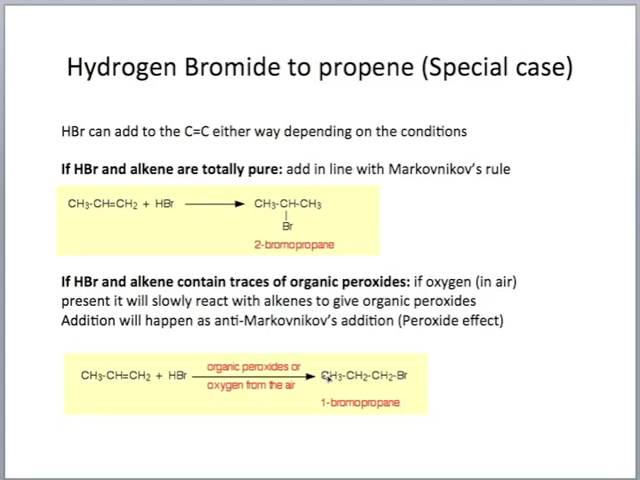 Hydrogen Bromide to propene (Special case)
HBr can add to the C=C either way depending on the conditions
If HBr and alkene are totally pure: add in line with Markovnikov's rule
CH₃-CH=CH₂ + HBr CH₃-CH-CH₃
Br
2-bromopropane
If HBr and alkene contain traces of organic peroxides: if oxygen (in air)
present it will slowly react with alkenes to give organic peroxides
Addition will happen as anti-Markovnikov's addition (Peroxide effect)
organic peroxides or
CH₃-CH=CH₂ + HBr CH₃-CH₂-CH₂-Br
oxygen from the air
1-bromopropane